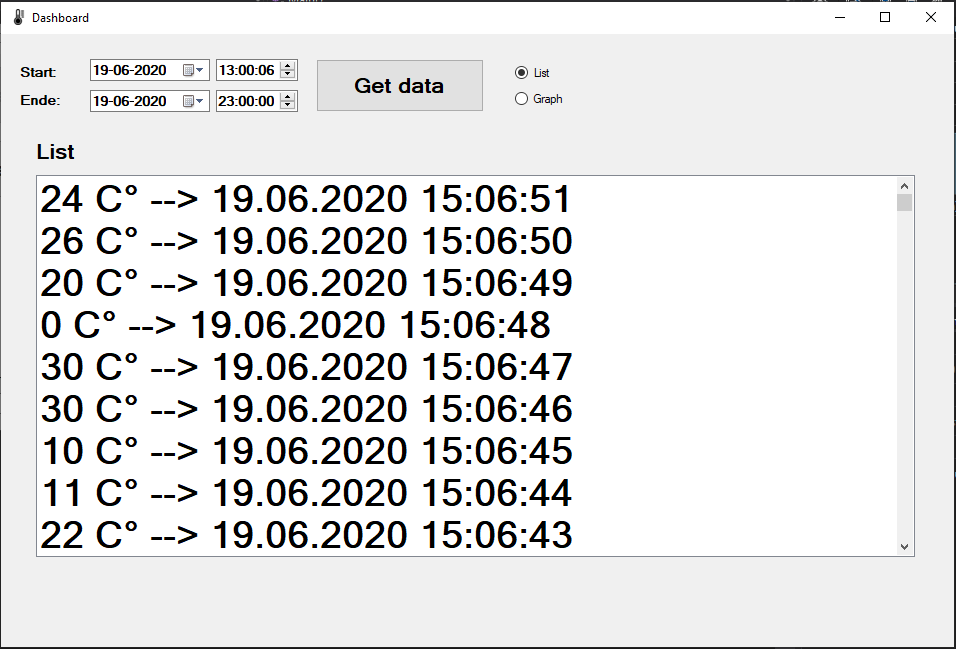 Dashboard
Start: 19-06-2020 13:00:06
Ende: 19-06-2020 23:00:00
Get data
List
Graph
List
24 C° --> 19.06.2020 15:06:51
26 C° --> 19.06.2020 15:06:50
20 C° --> 19.06.2020 15:06:49
0 C° --> 19.06.2020 15:06:48
30 C° --> 19.06.2020 15:06:47
30 C° --> 19.06.2020 15:06:46
10 C° --> 19.06.2020 15:06:45
11 C° --> 19.06.2020 15:06:44
22 C° --> 19.06.2020 15:06:43